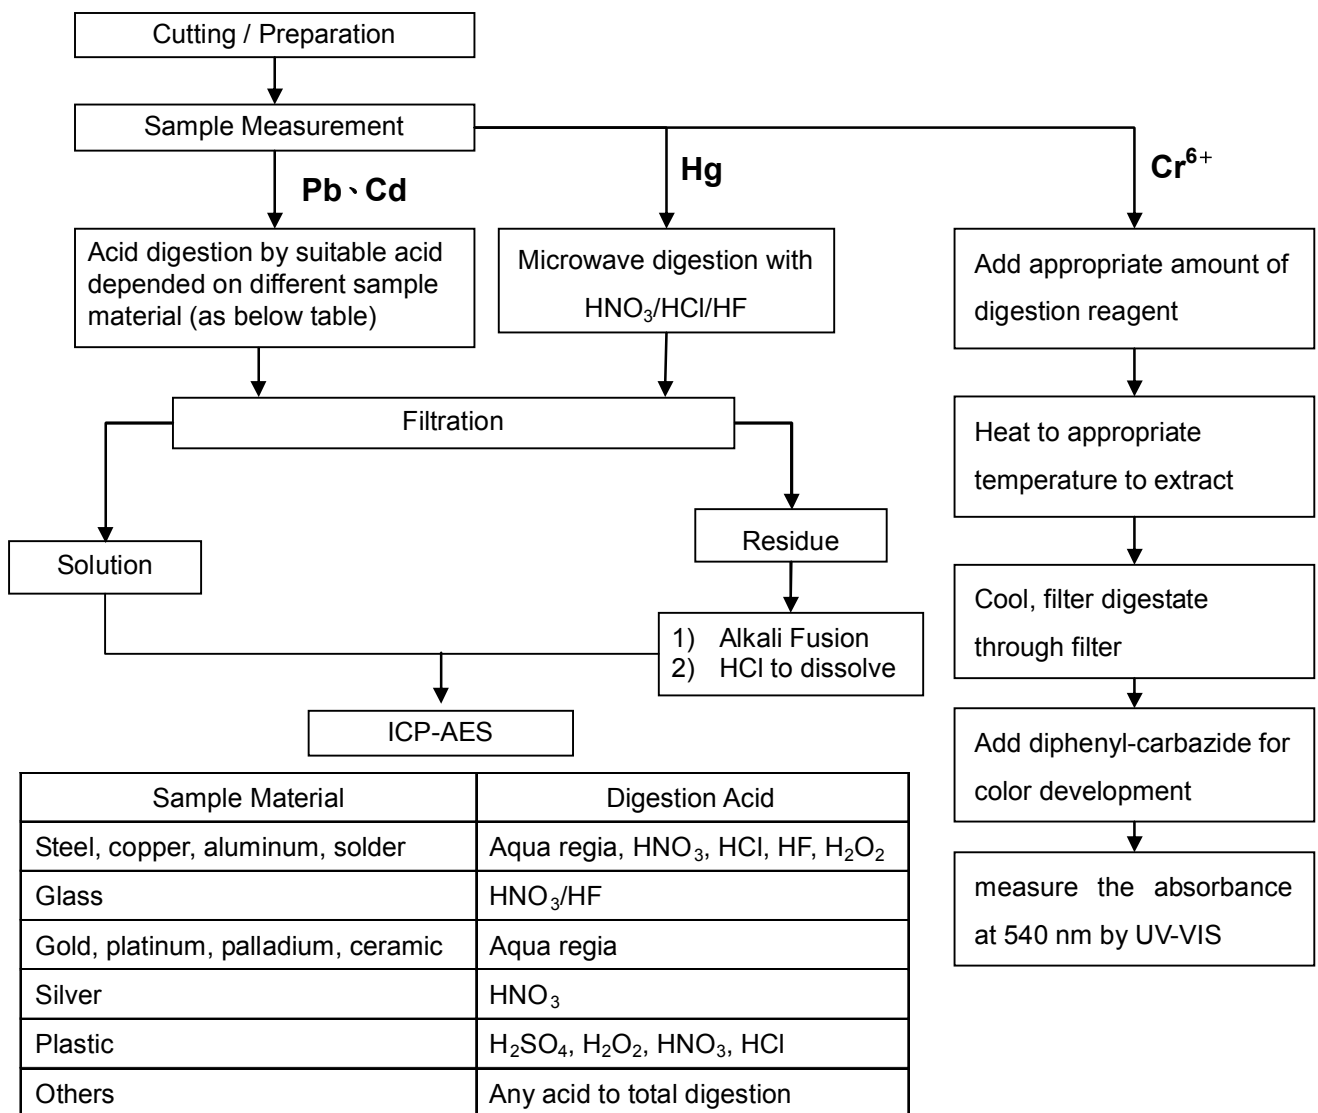 Cutting / Preparation
Sample Measurement
Pb、Cd
Hg
Cr⁶⁺
Acid digestion by suitable acid
depended on different sample
material (as below table)
Microwave digestion with
HNO₃/HCl/HF
Add appropriate amount of
digestion reagent
Filtration
Heat to appropriate
temperature to extract
Solution
Residue
Cool, filter digestate
through filter
1) Alkali Fusion
2) HCl to dissolve
ICP-AES
Add diphenyl-carbazide for
color development
measure the absorbance
at 540 nm by UV-VIS
Sample Material Digestion Acid
Steel, copper, aluminum, solder Aqua regia, HNO₃, HCl, HF, H₂O₂
Glass HNO₃/HF
Gold, platinum, palladium, ceramic Aqua regia
Silver HNO₃
Plastic H₂SO₄, H₂O₂, HNO₃, HCl
Others Any acid to total digestion